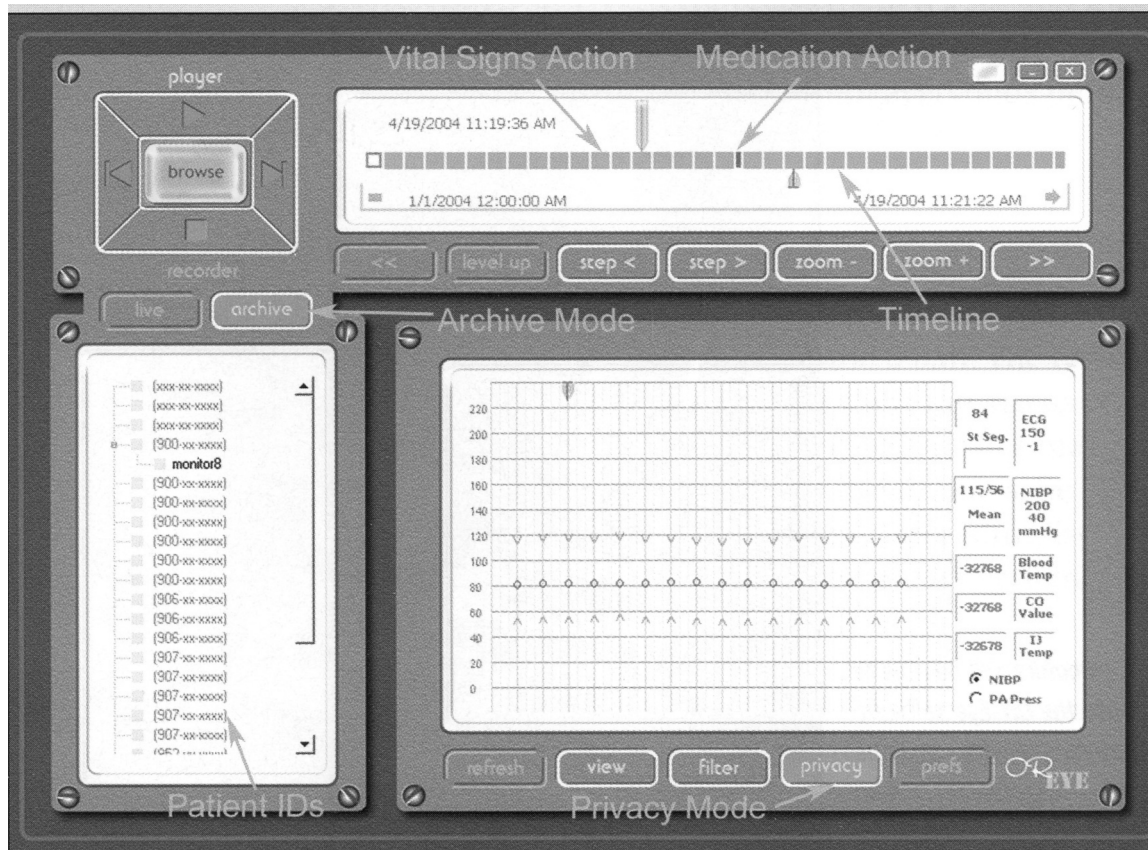 Vital Signs Action
Medication Action
player
browse
recorder
4/19/2004 11:19:36 AM
1/1/2004 12:00:00 AM
4/19/2004 11:21:22 AM
<<
level up
step <
step >
zoom -
zoom +
>>
live
archive
Archive Mode
Timeline
(xxx-xx-xxxx)
(xxx-xx-xxxx)
(xxx-xx-xxxx)
(900-xx-xxxx)
monitor8
(900-xx-xxxx)
(900-xx-xxxx)
(900-xx-xxxx)
(900-xx-xxxx)
(900-xx-xxxx)
(900-xx-xxxx)
(906-xx-xxxx)
(906-xx-xxxx)
(906-xx-xxxx)
(907-xx-xxxx)
(907-xx-xxxx)
(907-xx-xxxx)
(907-xx-xxxx)
(907-xx-xxxx)
Patient IDs
220
200
180
160
140
120
100
80
60
40
20
0
84
St Seg.
ECG
150
-1
115/56
Mean
NIBP
200
40
mmHg
-32768
Blood
Temp
-32768
CO
Value
-32678
IJ
Temp
NIBP
PA Press
refresh
view
filter
privacy
prefs
OR EYE
Privacy Mode